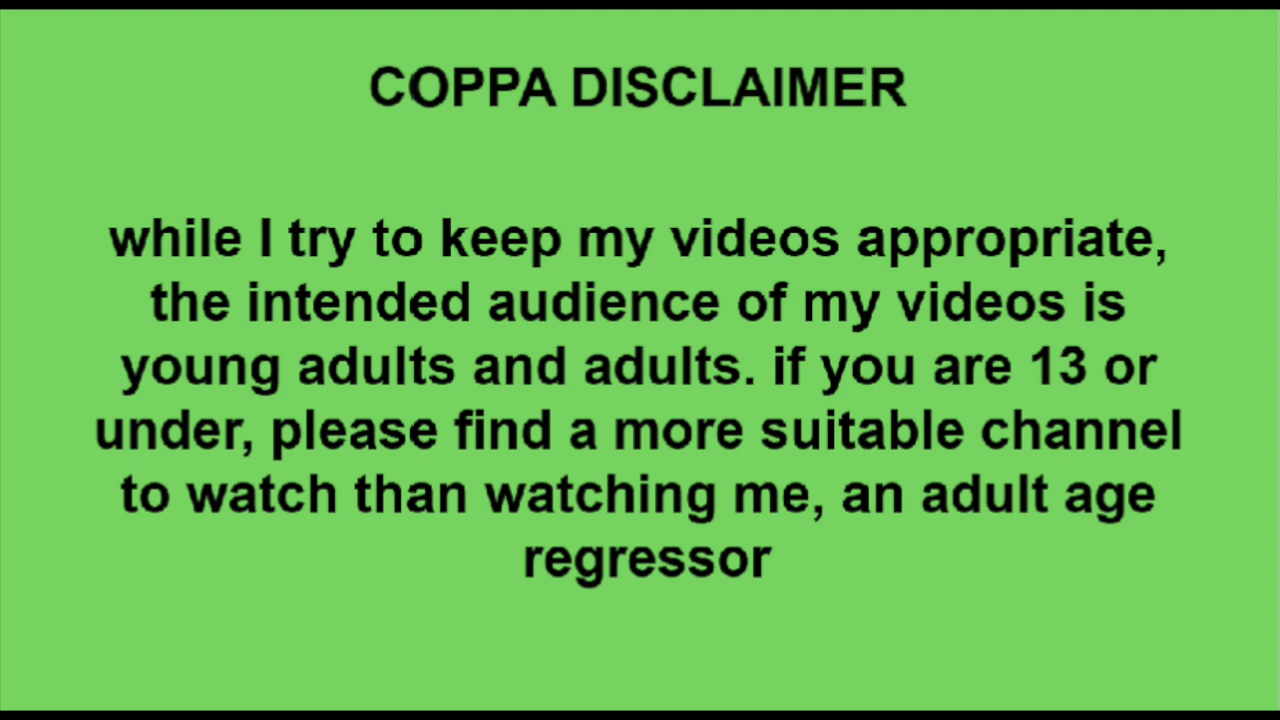 COPPA DISCLAIMER
while I try to keep my videos appropriate,
the intended audience of my videos is
young adults and adults. if you are 13 or
under, please find a more suitable channel
to watch than watching me, an adult age
regressor